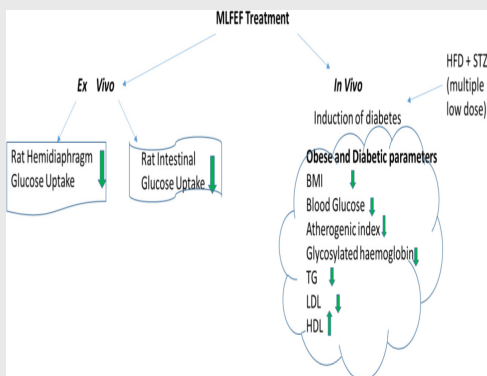 MLFEF Treatment
Ex Vivo
In Vivo
HFD + STZ
(multiple
low dose)
Induction of diabetes
Rat Hemidiaphragm
Glucose Uptake
Rat Intestinal
Glucose Uptake
Obese and Diabetic parameters
BMI
Blood Glucose
Atherogenic index
Glycosylated haemoglobin
TG
LDL
HDL